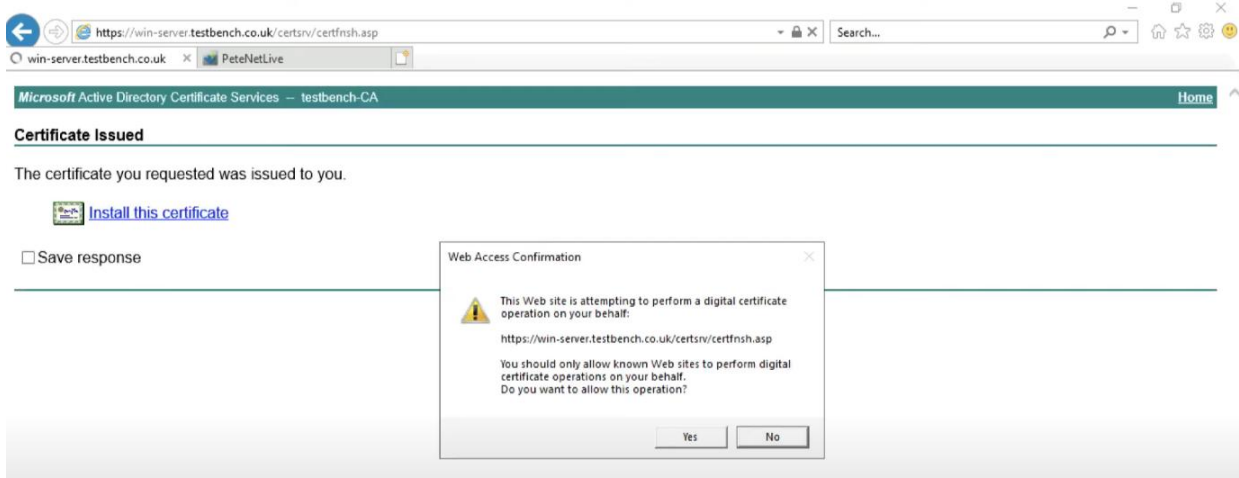 https://win-server.testbench.co.uk/certsrv/certfnsh.asp
Search...
win-server.testbench.co.uk
PeteNetLive
Microsoft Active Directory Certificate Services -- testbench-CA
Home
Certificate Issued
The certificate you requested was issued to you.
Install this certificate
Save response
Web Access Confirmation
This Web site is attempting to perform a digital certificate
operation on your behalf:
https://win-server.testbench.co.uk/certsrv/certfnsh.asp
You should only allow known Web sites to perform digital
certificate operations on your behalf.
Do you want to allow this operation?
Yes
No